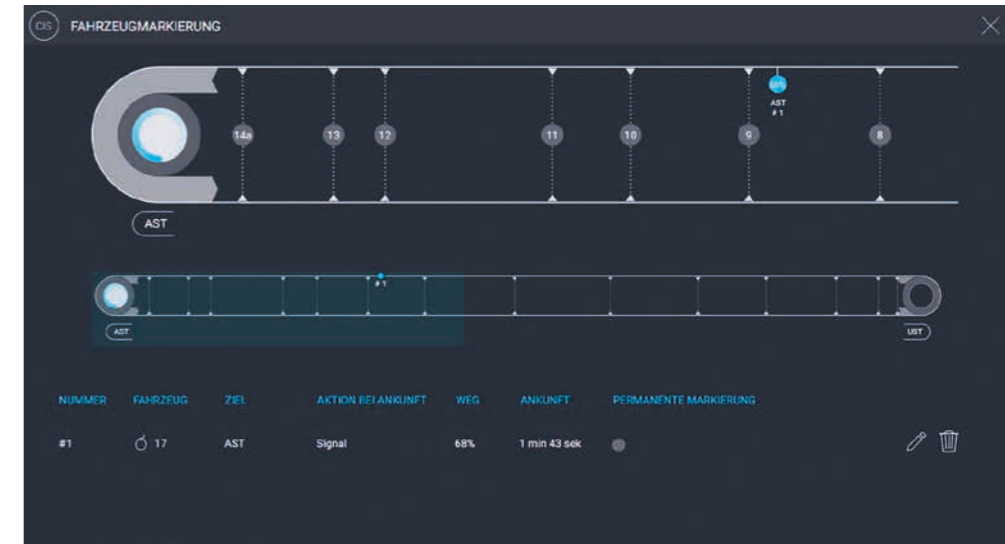 CIS FAHRZEUGMARKIERUNG
68%
AST
#1
14a 13 12 11 10 9 8
AST
#1
AST UST
NUMMER FAHRZEUG ZIEL AKTION BEI ANKUNFT WEG ANKUNFT PERMANENTE MARKIERUNG
#1 17 AST Signal 68% 1 min 43 sek